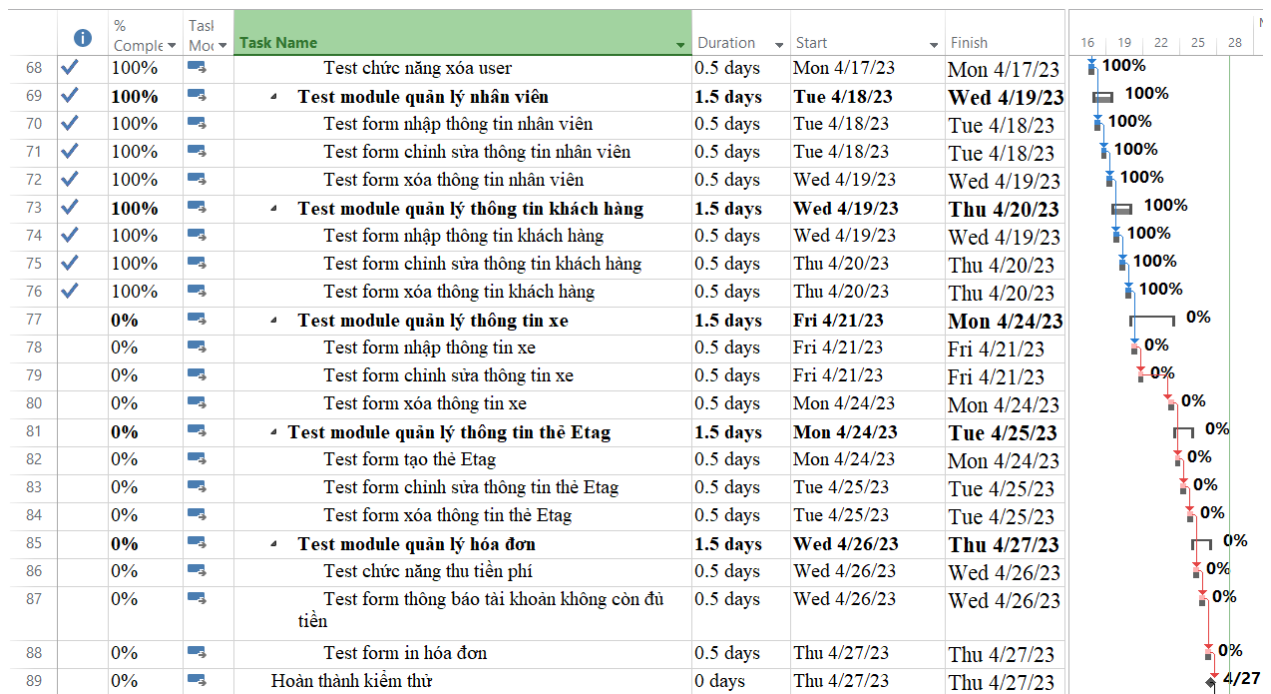 % Comple Task Moc Task Name Duration Start Finish 16 19 22 25 28
68 100% Test chức năng xóa user 0.5 days Mon 4/17/23 Mon 4/17/23 100%
69 100% Test module quản lý nhân viên 1.5 days Tue 4/18/23 Wed 4/19/23 100%
70 100% Test form nhập thông tin nhân viên 0.5 days Tue 4/18/23 Tue 4/18/23 100%
71 100% Test form chỉnh sửa thông tin nhân viên 0.5 days Tue 4/18/23 Tue 4/18/23 100%
72 100% Test form xóa thông tin nhân viên 0.5 days Wed 4/19/23 Wed 4/19/23 100%
73 100% Test module quản lý thông tin khách hàng 1.5 days Wed 4/19/23 Thu 4/20/23 100%
74 100% Test form nhập thông tin khách hàng 0.5 days Wed 4/19/23 Wed 4/19/23 100%
75 100% Test form chỉnh sửa thông tin khách hàng 0.5 days Thu 4/20/23 Thu 4/20/23 100%
76 100% Test form xóa thông tin khách hàng 0.5 days Thu 4/20/23 Thu 4/20/23 100%
77 0% Test module quản lý thông tin xe 1.5 days Fri 4/21/23 Mon 4/24/23 0%
78 0% Test form nhập thông tin xe 0.5 days Fri 4/21/23 Fri 4/21/23 0%
79 0% Test form chỉnh sửa thông tin xe 0.5 days Fri 4/21/23 Fri 4/21/23 0%
80 0% Test form xóa thông tin xe 0.5 days Mon 4/24/23 Mon 4/24/23 0%
81 0% Test module quản lý thông tin thẻ Etag 1.5 days Mon 4/24/23 Tue 4/25/23 0%
82 0% Test form tạo thẻ Etag 0.5 days Mon 4/24/23 Mon 4/24/23 0%
83 0% Test form chỉnh sửa thông tin thẻ Etag 0.5 days Tue 4/25/23 Tue 4/25/23 0%
84 0% Test form xóa thông tin thẻ Etag 0.5 days Tue 4/25/23 Tue 4/25/23 0%
85 0% Test module quản lý hóa đơn 1.5 days Wed 4/26/23 Thu 4/27/23 0%
86 0% Test chức năng thu tiền phí 0.5 days Wed 4/26/23 Wed 4/26/23 0%
87 0% Test form thông báo tài khoản không còn đủ 0.5 days Wed 4/26/23 Wed 4/26/23 0%
tiền
88 0% Test form in hóa đơn 0.5 days Thu 4/27/23 Thu 4/27/23 0%
89 0% Hoàn thành kiểm thử 0 days Thu 4/27/23 Thu 4/27/23 4/27